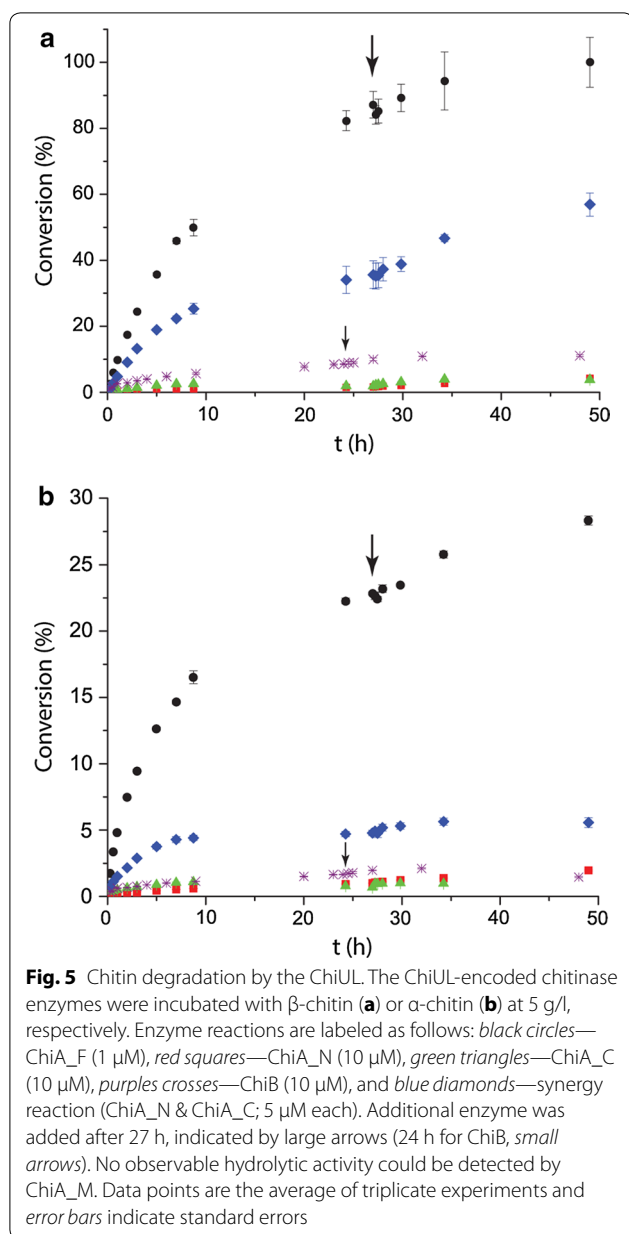 a
100
80
60
40
20
0
Conversion (%)
0 10 20 30 40 50
t (h)
b
30
25
20
15
10
5
0
Conversion (%)
0 10 20 30 40 50
t (h)
Fig. 5 Chitin degradation by the ChiUL. The ChiUL-encoded chitinase
enzymes were incubated with β-chitin (a) or α-chitin (b) at 5 g/l,
respectively. Enzyme reactions are labeled as follows: black circles—
ChiA_F (1 μM), red squares—ChiA_N (10 μM), green triangles—ChiA_C
(10 μM), purples crosses—ChiB (10 μM), and blue diamonds—synergy
reaction (ChiA_N & ChiA_C; 5 μM each). Additional enzyme was
added after 27 h, indicated by large arrows (24 h for ChiB, small
arrows). No observable hydrolytic activity could be detected by
ChiA_M. Data points are the average of triplicate experiments and
error bars indicate standard errors